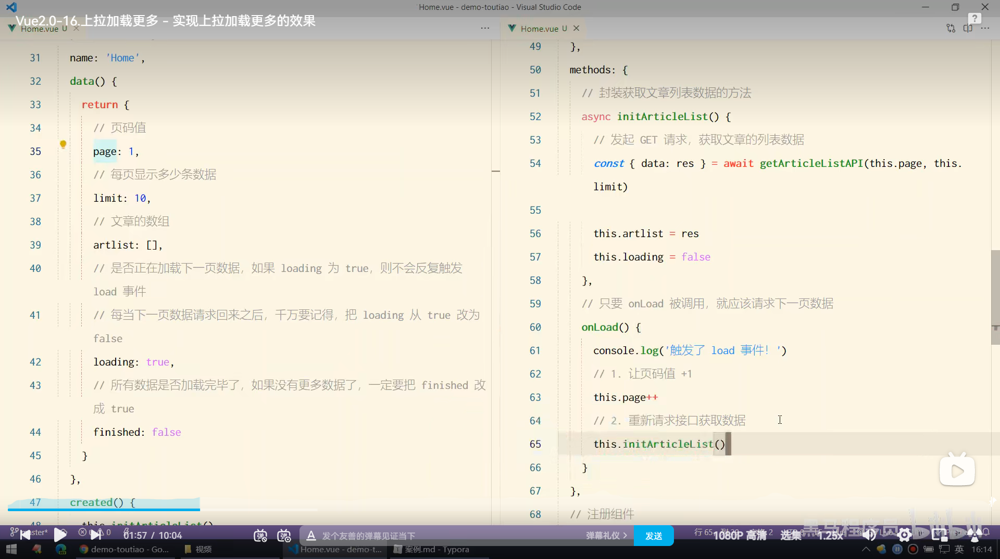 Home.vue - demo-toutiao - Visual Studio Code
Vue2.0-16.上拉加载更多 - 实现上拉加载更多的效果
Home.vue U
31 name: 'Home',
32 data() {
33 return {
34 // 页码值
35 page: 1,
36 // 每页显示多少条数据
37 limit: 10,
38 // 文章的数组
39 artlist: [],
40 // 是否正在加载下一页数据，如果 loading 为 true，则不会反复触发
load 事件
41 // 每当下一页数据请求回来之后，千万要记得，把 loading 从 true 改为
false
42 loading: true,
43 // 所有数据是否加载完毕了，如果没有更多数据了，一定要把 finished 改
成 true
44 finished: false
45 }
46 },
47 created() {
48 this.initArticleList()
Home.vue U
49 },
50 methods: {
51 // 封装获取文章列表数据的方法
52 async initArticleList() {
53 // 发起 GET 请求，获取文章的列表数据
54 const { data: res } = await getArticleListAPI(this.page, this.
limit)
55
56 this.artlist = res
57 this.loading = false
58 },
59 // 只要 onLoad 被调用，就应该请求下一页数据
60 onLoad() {
61 console.log('触发了 load 事件！')
62 // 1. 让页码值 +1
63 this.page++
64 // 2. 重新请求接口获取数据
65 this.initArticleList()
66 }
67 },
68 // 注册组件
01:57 / 10:04
发个友善的弹幕见证当下
弹幕礼仪 >
发送
1080P 高清
选集
1.25x
demo-toutiao - Go...
视频
Home.vue - demo-t...
案例.md - Typora
英
16:14